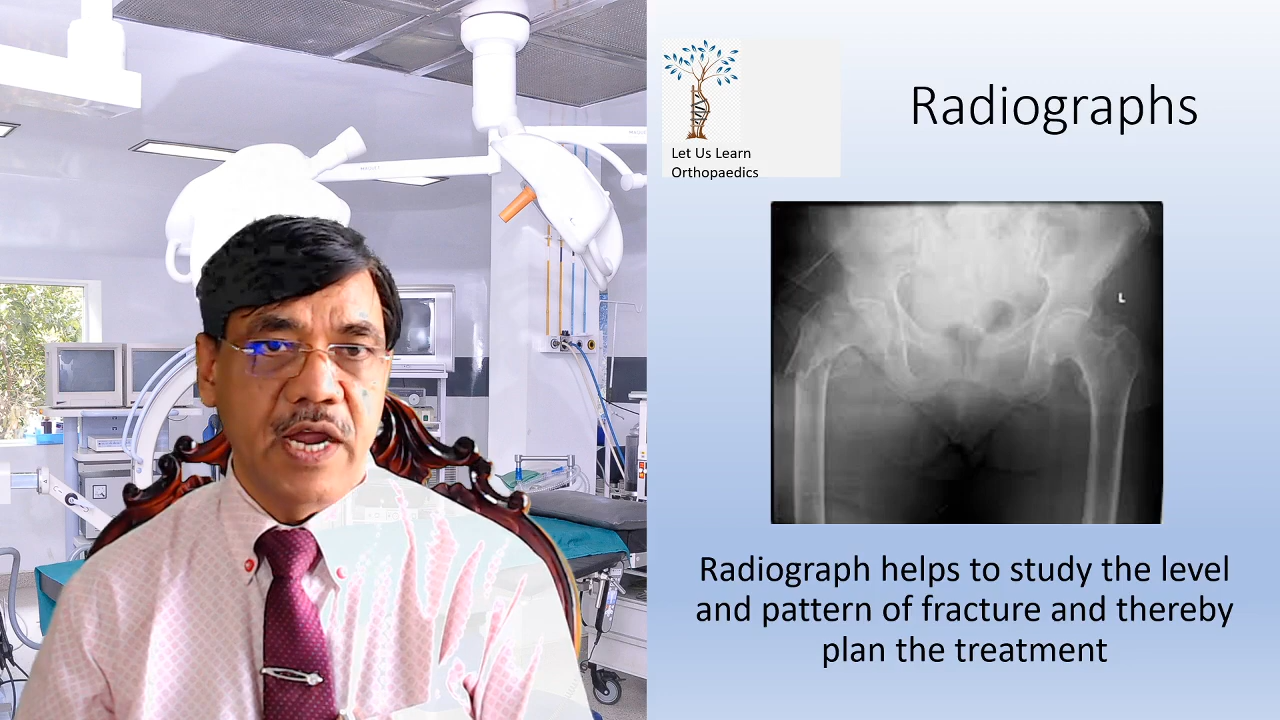 Let Us Learn
Orthopaedics
Radiographs
L
Radiograph helps to study the level
and pattern of fracture and thereby
plan the treatment